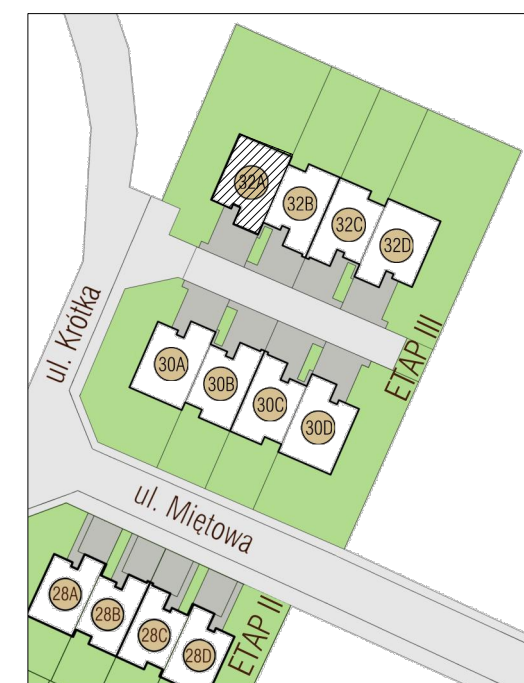 32A
32B
32C
32D
ul. Krótka
ETAP III
30A
30B
30C
30D
ul. Miętowa
28A
28B
28C
28D
ETAP II